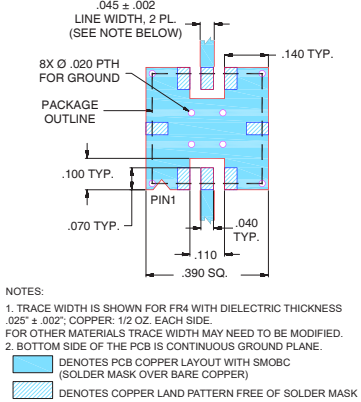 .045 ± .002
LINE WIDTH, 2 PL.
(SEE NOTE BELOW)
.140 TYP.
8X Ø .020 PTH
FOR GROUND
PACKAGE
OUTLINE
.100 TYP.
PIN1
.070 TYP.
.040
TYP.
.110
.390 SQ.
NOTES:
1. TRACE WIDTH IS SHOWN FOR FR4 WITH DIELECTRIC THICKNESS
.025" ± .002"; COPPER: 1/2 OZ. EACH SIDE.
FOR OTHER MATERIALS TRACE WIDTH MAY NEED TO BE MODIFIED.
2. BOTTOM SIDE OF THE PCB IS CONTINUOUS GROUND PLANE.
DENOTES PCB COPPER LAYOUT WITH SMOBC
(SOLDER MASK OVER BARE COPPER)
DENOTES COPPER LAND PATTERN FREE OF SOLDER MASK